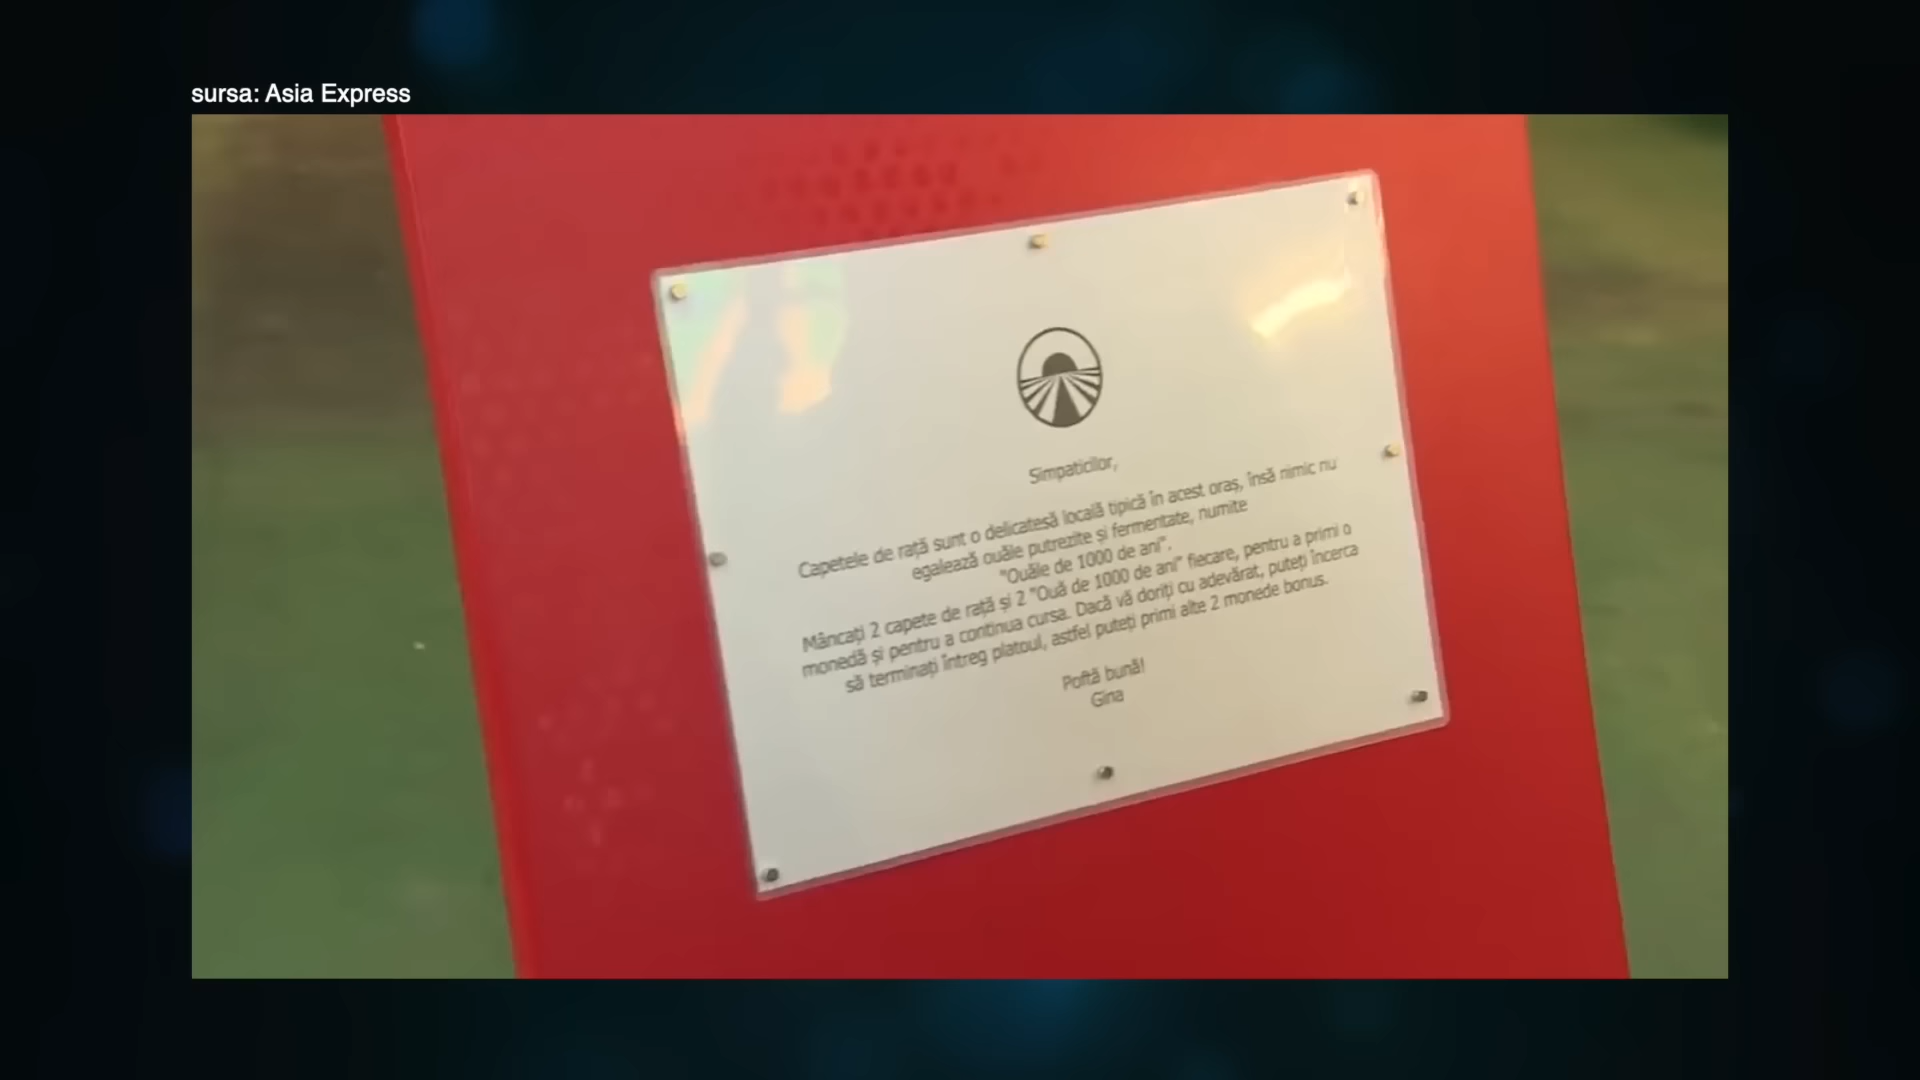 sursa: Asia Express
Simpaticilor,
Capetele de rață sunt o delicatesă locală tipică în acest oraș, însă nimic nu
egalează ouăle putrezite și fermentate, numite
"Ouăle de 1000 de ani".
Mâncați 2 capete de rață și 2 "Ouă de 1000 de ani" fiecare, pentru a primi o
monedă și pentru a continua cursa. Dacă vă doriți cu adevărat, puteți încerca
să terminați întreg platoul, astfel puteți primi alte 2 monede bonus.
Poftă bună!
Gina